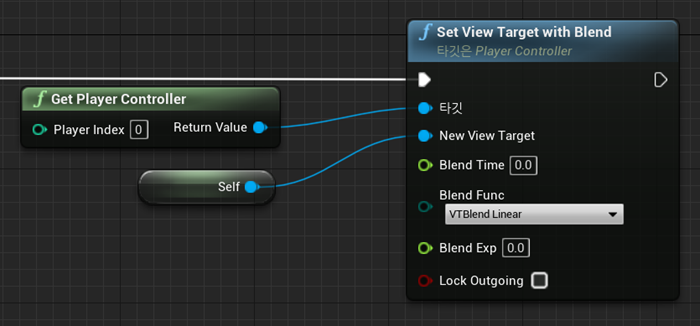 f Set View Target with Blend
타깃은 Player Controller
f Get Player Controller
Player Index 0 Return Value
Self
타깃
New View Target
Blend Time 0.0
Blend Func
VTBlend Linear
Blend Exp 0.0
Lock Outgoing